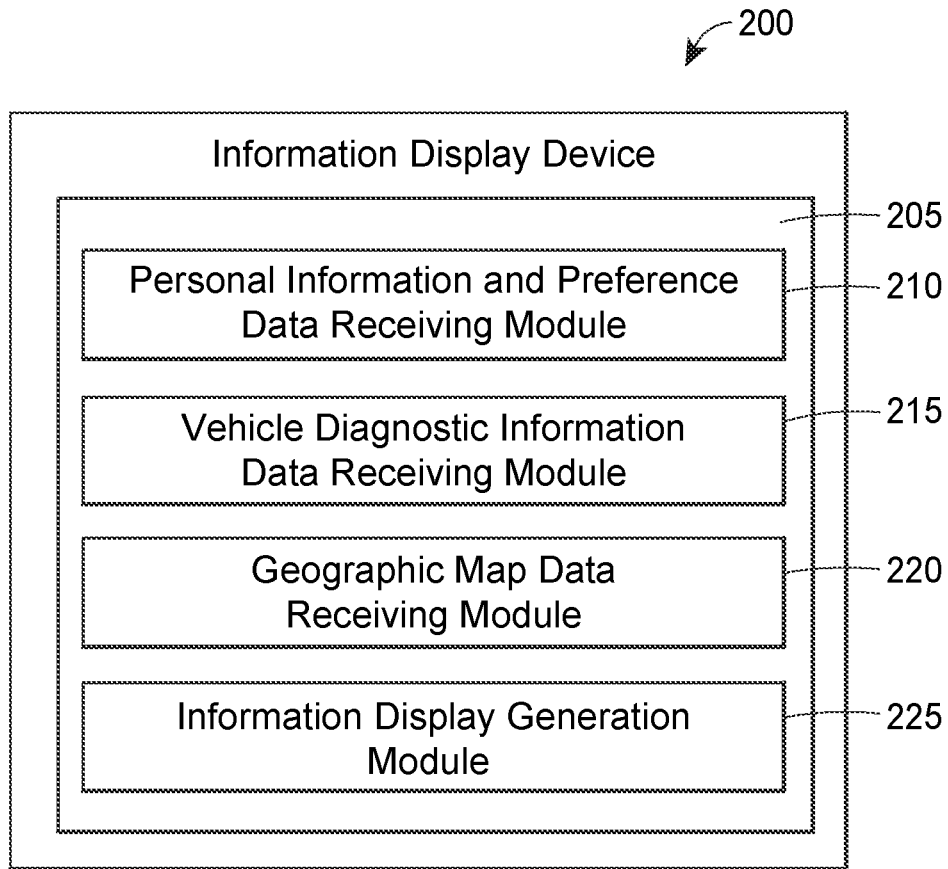 200
Information Display Device
205
Personal Information and Preference
Data Receiving Module
210
Vehicle Diagnostic Information
Data Receiving Module
215
Geographic Map Data
Receiving Module
220
Information Display Generation
Module
225